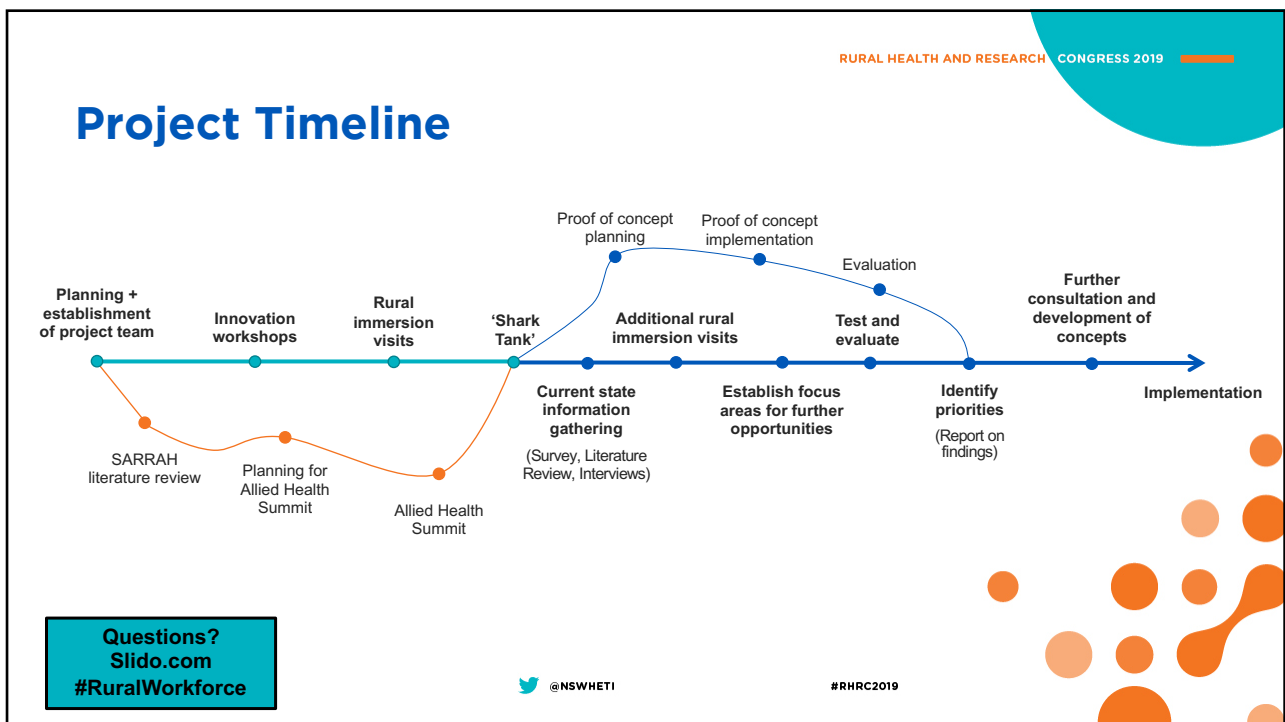 RURAL HEALTH AND RESEARCH CONGRESS 2019
Project Timeline
Proof of concept
planning
Proof of concept
implementation
Evaluation
Planning +
establishment
of project team
Innovation
workshops
Rural
immersion
visits
‘Shark
Tank’
Additional rural
immersion visits
Test and
evaluate
Further
consultation and
development of
concepts
Current state
information
gathering
(Survey, Literature
Review, Interviews)
Establish focus
areas for further
opportunities
Identify
priorities
(Report on
findings)
Implementation
SARRAH
literature review
Planning for
Allied Health
Summit
Allied Health
Summit
Questions?
Slido.com
#RuralWorkforce
@NSWHETI
#RHRC2019